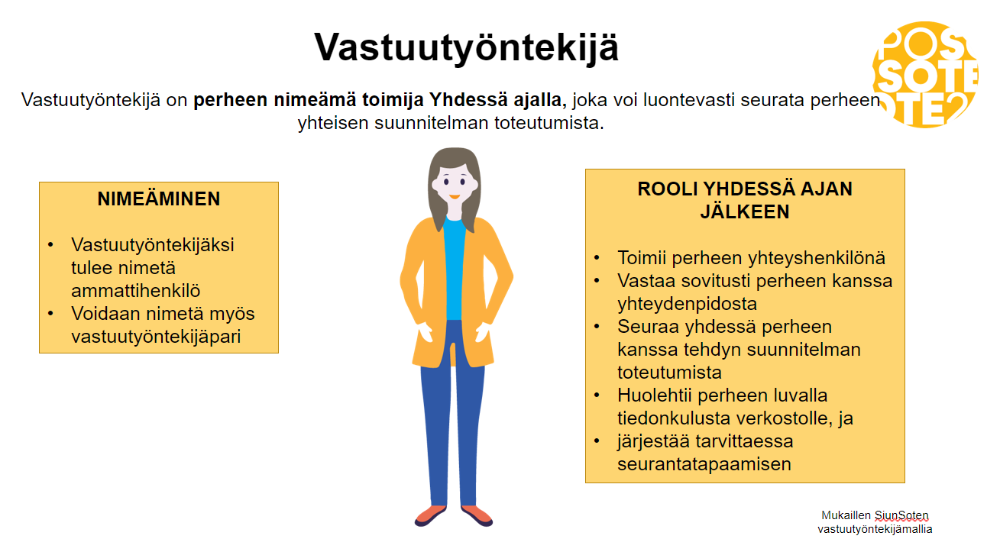 Vastuutyöntekijä
POSO
SOTE
OTE2
Vastuutyöntekijä on perheen nimeämä toimija Yhdessä ajalla, joka voi luontevasti seurata perheen
yhteisen suunnitelman toteutumista.
NIMEÄMINEN
• Vastuutyöntekijäksi
tulee nimetä
ammattihenkilö
• Voidaan nimetä myös
vastuutyöntekijäpari
ROOLI YHDESSÄ AJAN
JÄLKEEN
• Toimii perheen yhteyshenkilönä
• Vastaa sovitusti perheen kanssa
yhteydenpidosta
• Seuraa yhdessä perheen
kanssa tehdyn suunnitelman
toteutumista
• Huolehtii perheen luvalla
tiedonkulusta verkostolle, ja
• järjestää tarvittaessa
seurantatapaamisen
Mukaillen SiunSoten
vastuutyöntekijämallia